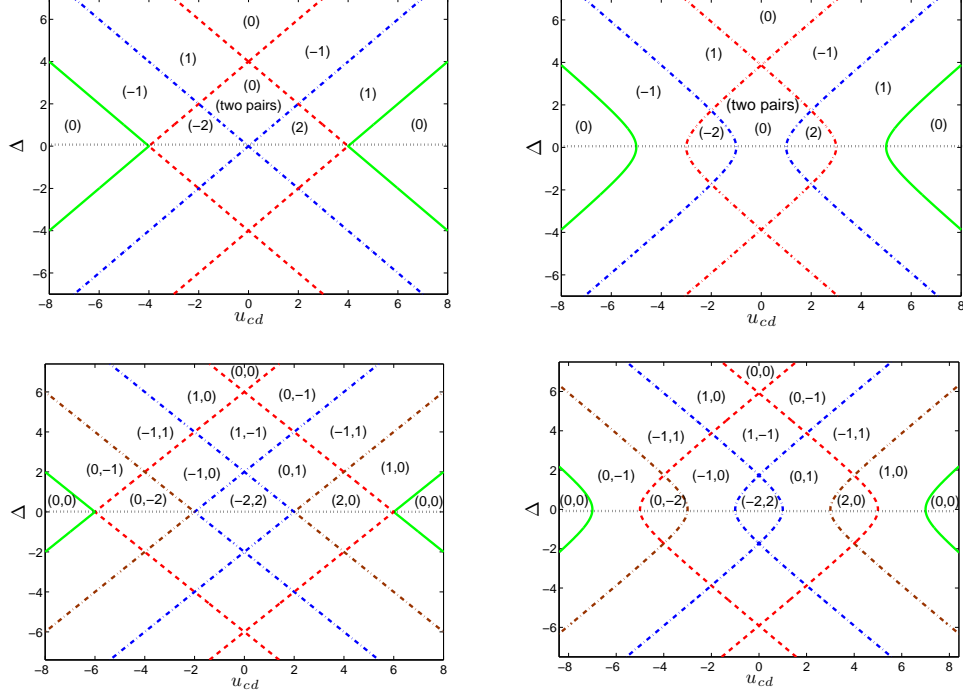 (0) (0)
(1) (−1) (1) (−1)
(−1) (0) (1) (−1) (1)
(two pairs) (two pairs)
(0) (−2) (2) (0) (0) (−2) (0) (2) (0)
4 2 0 −2 −4 −6
4 2 0 −2 −4 −6
Δ Δ
−8 −6 −4 −2 0 2 4 6 8
−8 −6 −4 −2 0 2 4 6 8
u_cd u_cd
(0,0) (0,0)
(1,0) (0,−1) (1,0) (0,−1)
(−1,1) (1,−1) (−1,1) (−1,1) (1,−1) (−1,1)
(0,−1) (−1,0) (0,1) (1,0) (0,−1) (−1,0) (0,1) (1,0)
(0,0) (0,−2) (−2,2) (2,0) (0,0) (0,0) (0,−2) (−2,2) (2,0) (0,0)
6 4 2 0 −2 −4 −6
6 4 2 0 −2 −4 −6
Δ Δ
−8 −6 −4 −2 0 2 4 6 8
−8 −6 −4 −2 0 2 4 6 8
u_cd u_cd